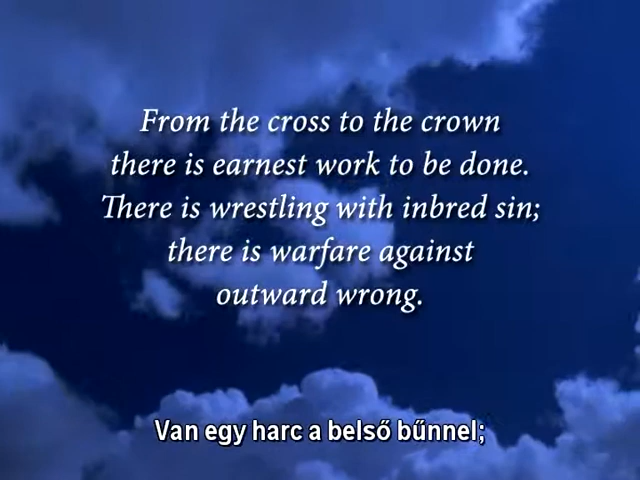 From the cross to the crown
there is earnest work to be done.
There is wrestling with inbred sin;
there is warfare against
outward wrong.
Van egy harc a belső bűnnel;